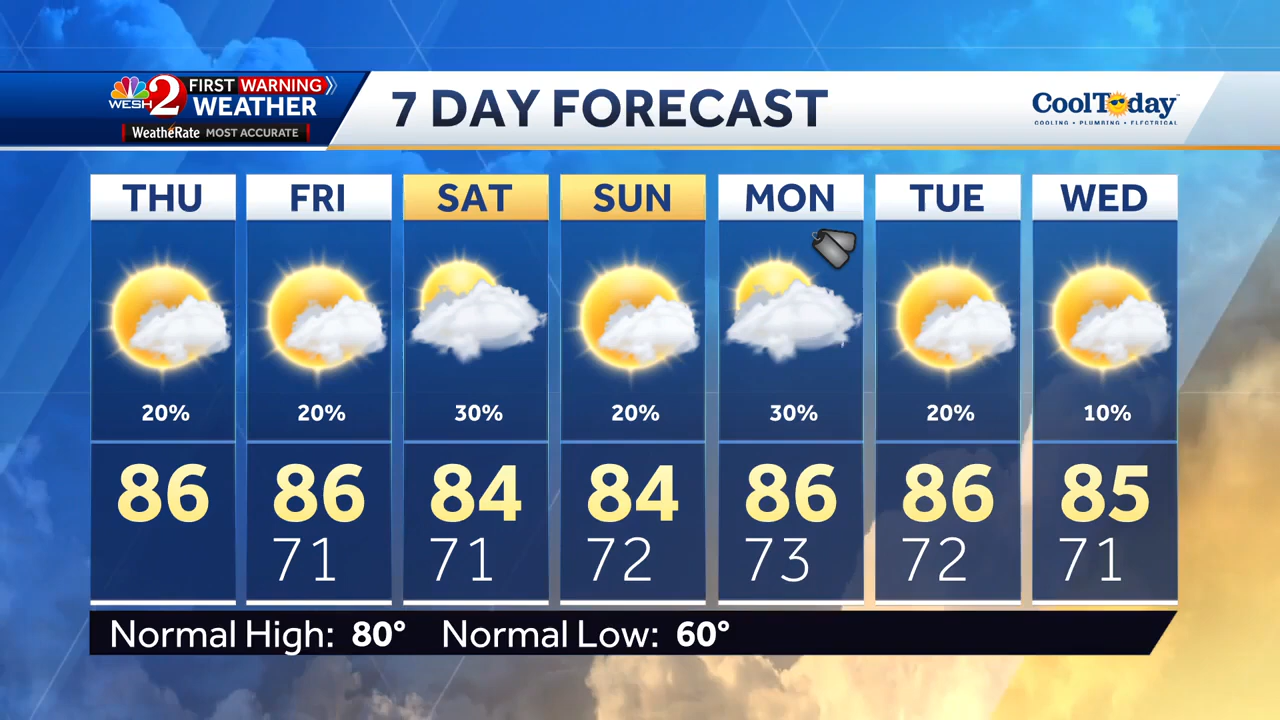 WESH 2 FIRST WARNING
WEATHER
WeatheRate MOST ACCURATE
7 DAY FORECAST
CoolToday
COOLING • PLUMBING • ELECTRICAL
THU FRI SAT SUN MON TUE WED
20% 20% 30% 20% 30% 20% 10%
86 86 84 84 86 86 85
71 71 72 73 72 71
Normal High: 80° Normal Low: 60°